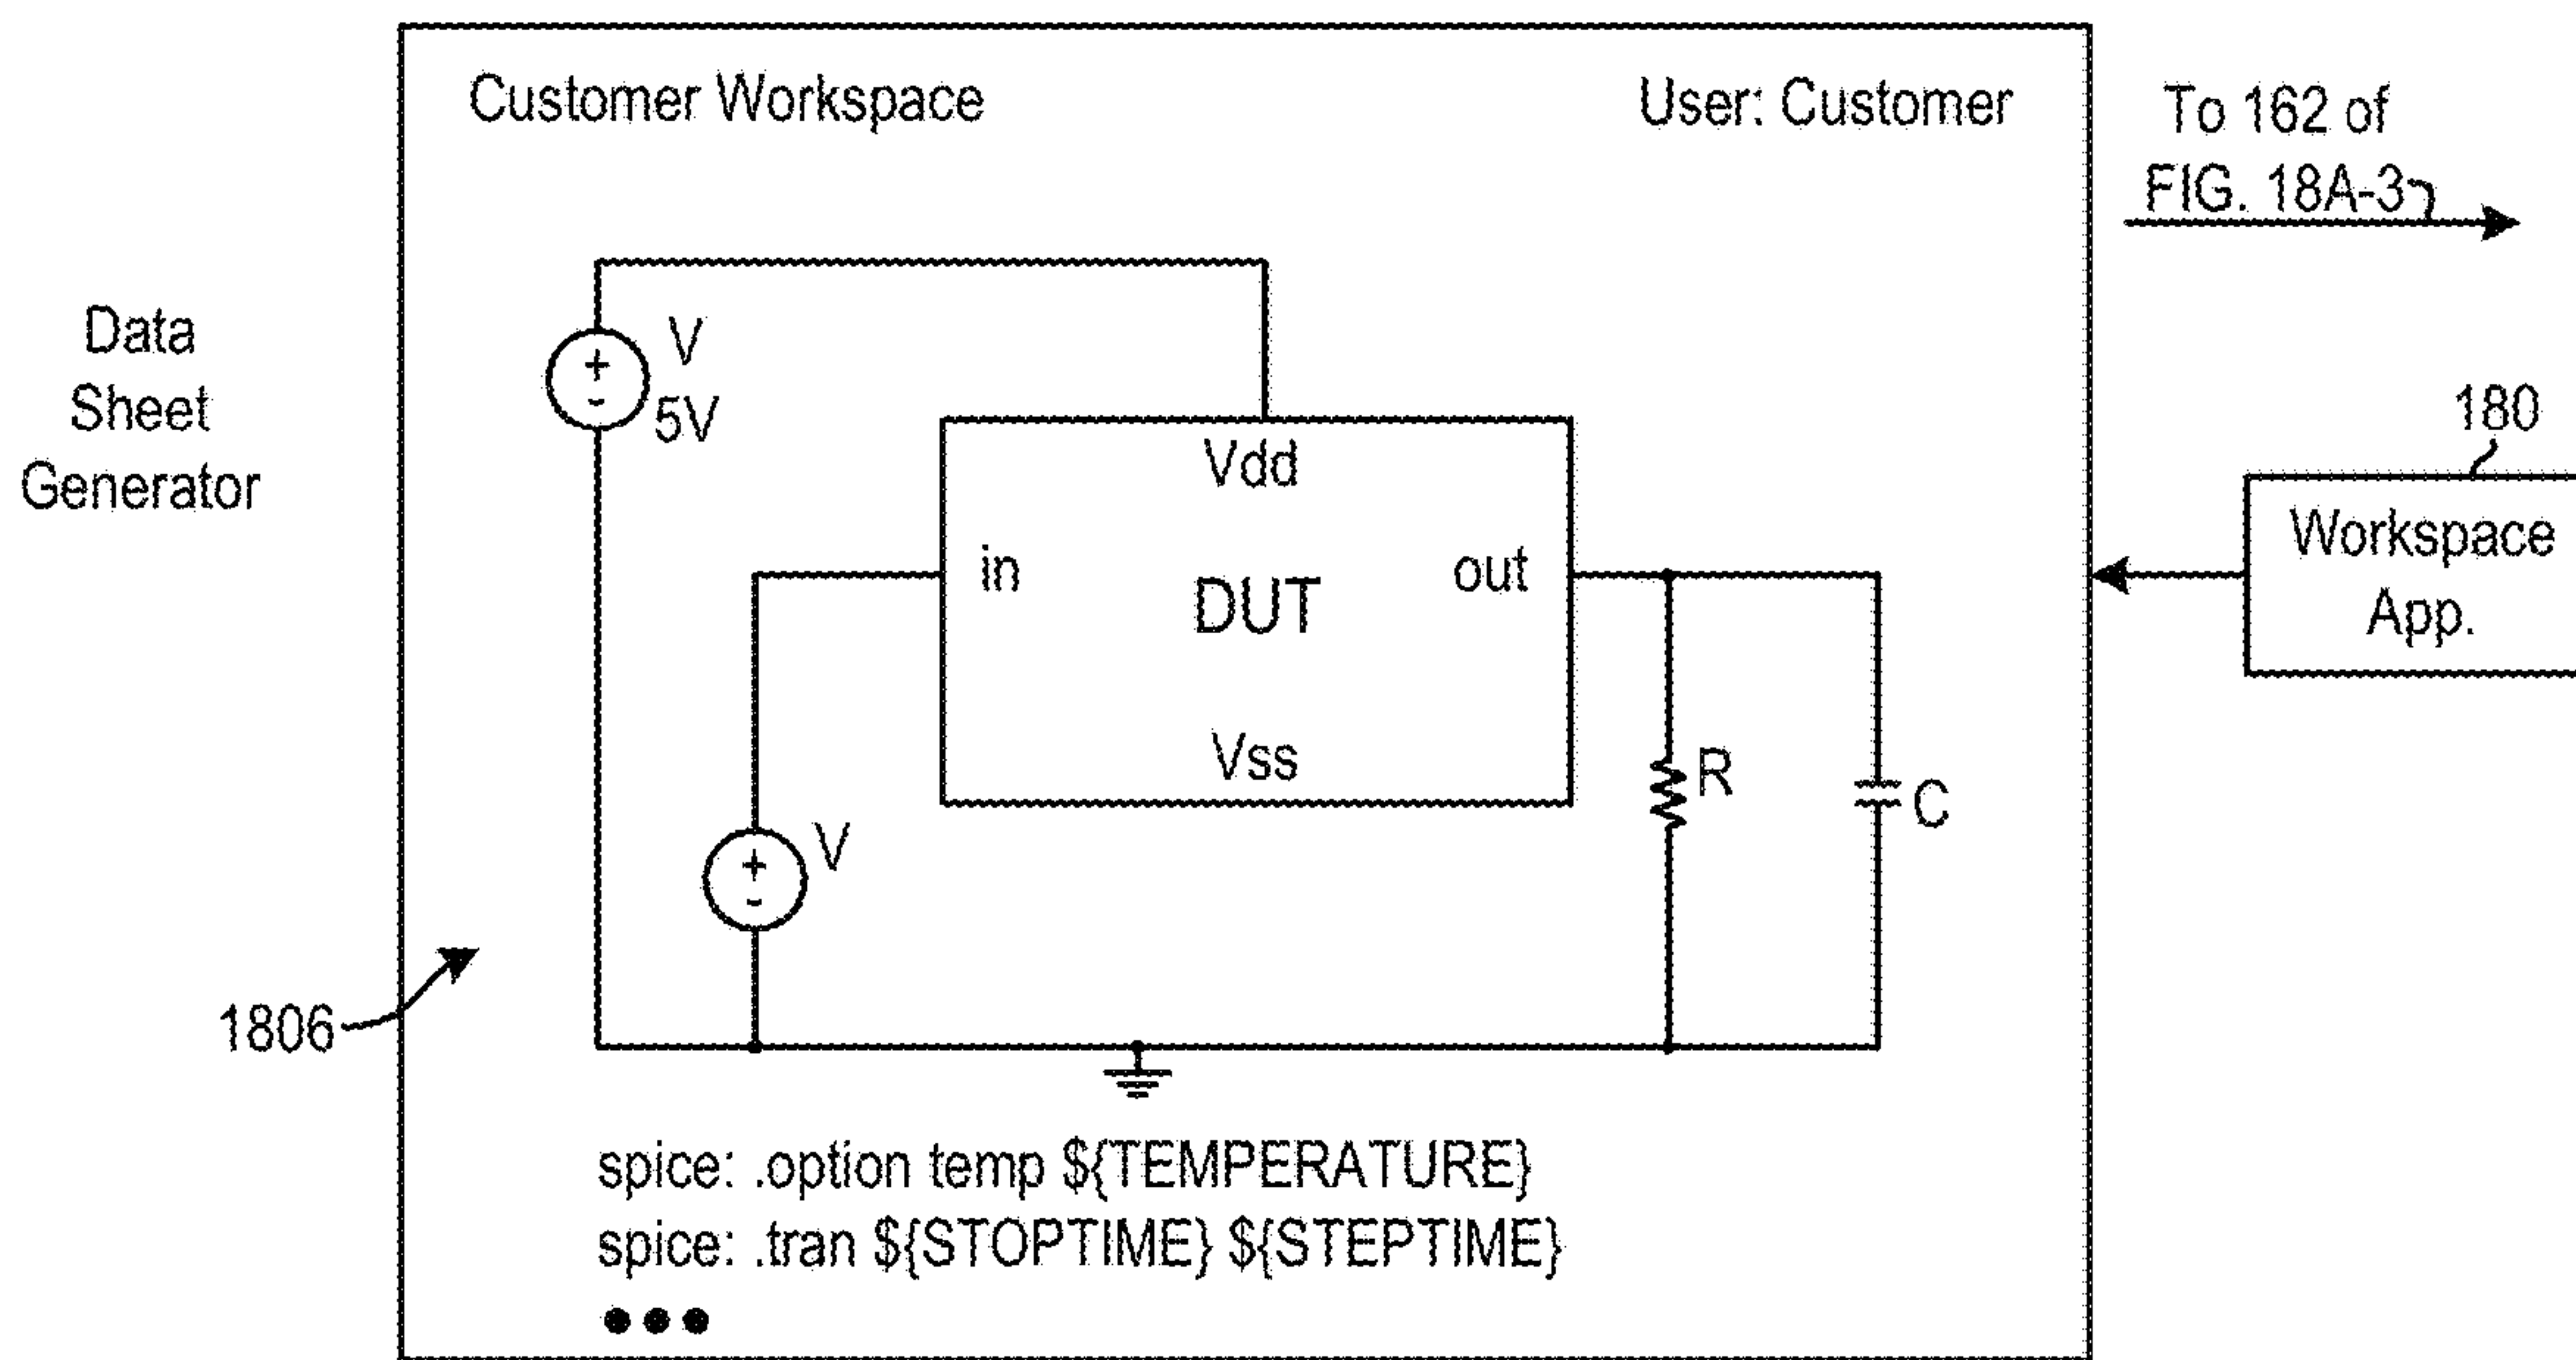 Customer Workspace
User: Customer
To 162 of
FIG. 18A-3
Data
Sheet
Generator
V
5V
Vdd
in
DUT
out
Vss
V
R
C
180
Workspace
App.
1806
spice: .option temp ${TEMPERATURE}
spice: .tran ${STOPTIME} ${STEPTIME}
●●●